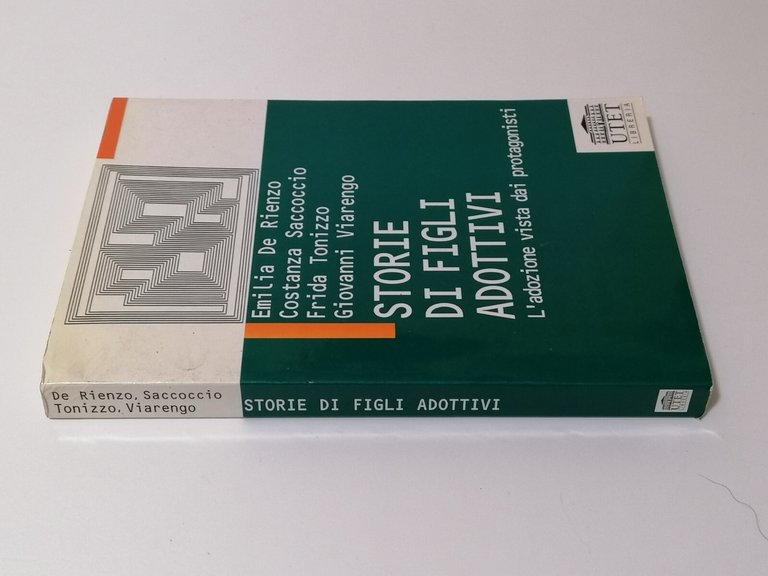 Emilia De Rienzo
Costanza Saccoccio
Frida Tonizzo
Giovanni Viarengo
STORIE
DI FIGLI
ADOTTIVI
L'adozione vista dai protagonisti
UTET
LIBRERIA
De Rienzo, Saccoccio
Tonizzo, Viarengo
STORIE DI FIGLI ADOTTIVI
UTET